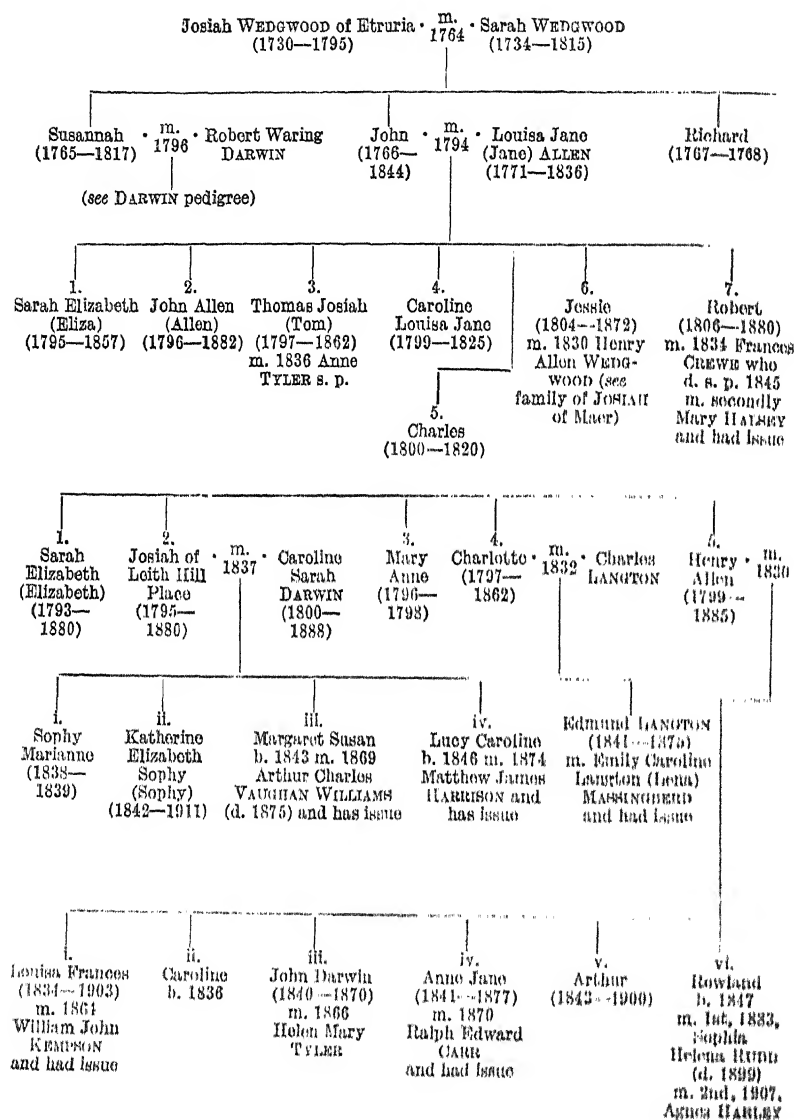 Josiah WEDGWOOD of Etruria · m. 1764 · Sarah WEDGWOOD
(1730—1795) (1734—1815)
Susannah · m. 1796 · Robert Waring
(1765—1817) DARWIN
(see DARWIN pedigree)
John · m. 1794 · Louisa Jane
(1766— (Jane) ALLEN
1844) (1771—1836)
Richard
(1767—1768)
1.
Sarah Elizabeth
(Eliza)
(1795—1857)
2.
John Allen
(Allen)
(1796—1882)
3.
Thomas Josiah
(Tom)
(1797—1862)
m. 1836 Anne
TYLER s. p.
4.
Caroline
Louisa Jane
(1799—1825)
5.
Charles
(1800—1820)
6.
Jessie
(1804—1872)
m. 1830 Henry
Allen WEDG-
WOOD (see
family of JOSIAH
of Maer)
7.
Robert
(1806—1880)
m. 1834 Frances
CREWE who
d. s. p. 1845
m. secondly
Mary HALSEY
and had issue
1.
Sarah
Elizabeth
(Elizabeth)
(1793—
1880)
2.
Josiah of
Leith Hill
Place
(1795—
1880)
· m. 1837 ·
Caroline
Sarah
DARWIN
(1800—
1888)
3.
Mary
Anne
(1796—
1798)
4.
Charlotte · m. 1832 · Charles
(1797— LANGTON
1862)
5.
Henry · m. 1830
Allen
(1799—
1885)
i.
Sophy
Marianne
(1838—
1839)
ii.
Katherine
Elizabeth
Sophy
(Sophy)
(1842—1911)
iii.
Margaret Susan
b. 1843 m. 1869
Arthur Charles
VAUGHAN WILLIAMS
(d. 1875) and has issue
iv.
Lucy Caroline
b. 1846 m. 1874
Matthew James
HARRISON and
has issue
Edmund LANGTON
(1841—1875)
m. Emily Caroline
Langton (Lena)
MASSINGBERD
and had issue
i.
Louisa Frances
(1834—1903)
m. 1864
William John
KEMPSON
and had issue
ii.
Caroline
b. 1836
iii.
John Darwin
(1840—1870)
m. 1866
Helen Mary
TYLER
iv.
Anne Jane
(1841—1877)
m. 1870
Ralph Edward
CARR
and had issue
v.
Arthur
(1843—1900)
vi.
Rowland
b. 1847
m. 1st, 1883,
Sophia
Helena RUDD
(d. 1899)
m. 2nd, 1907,
Agnes HARLEY